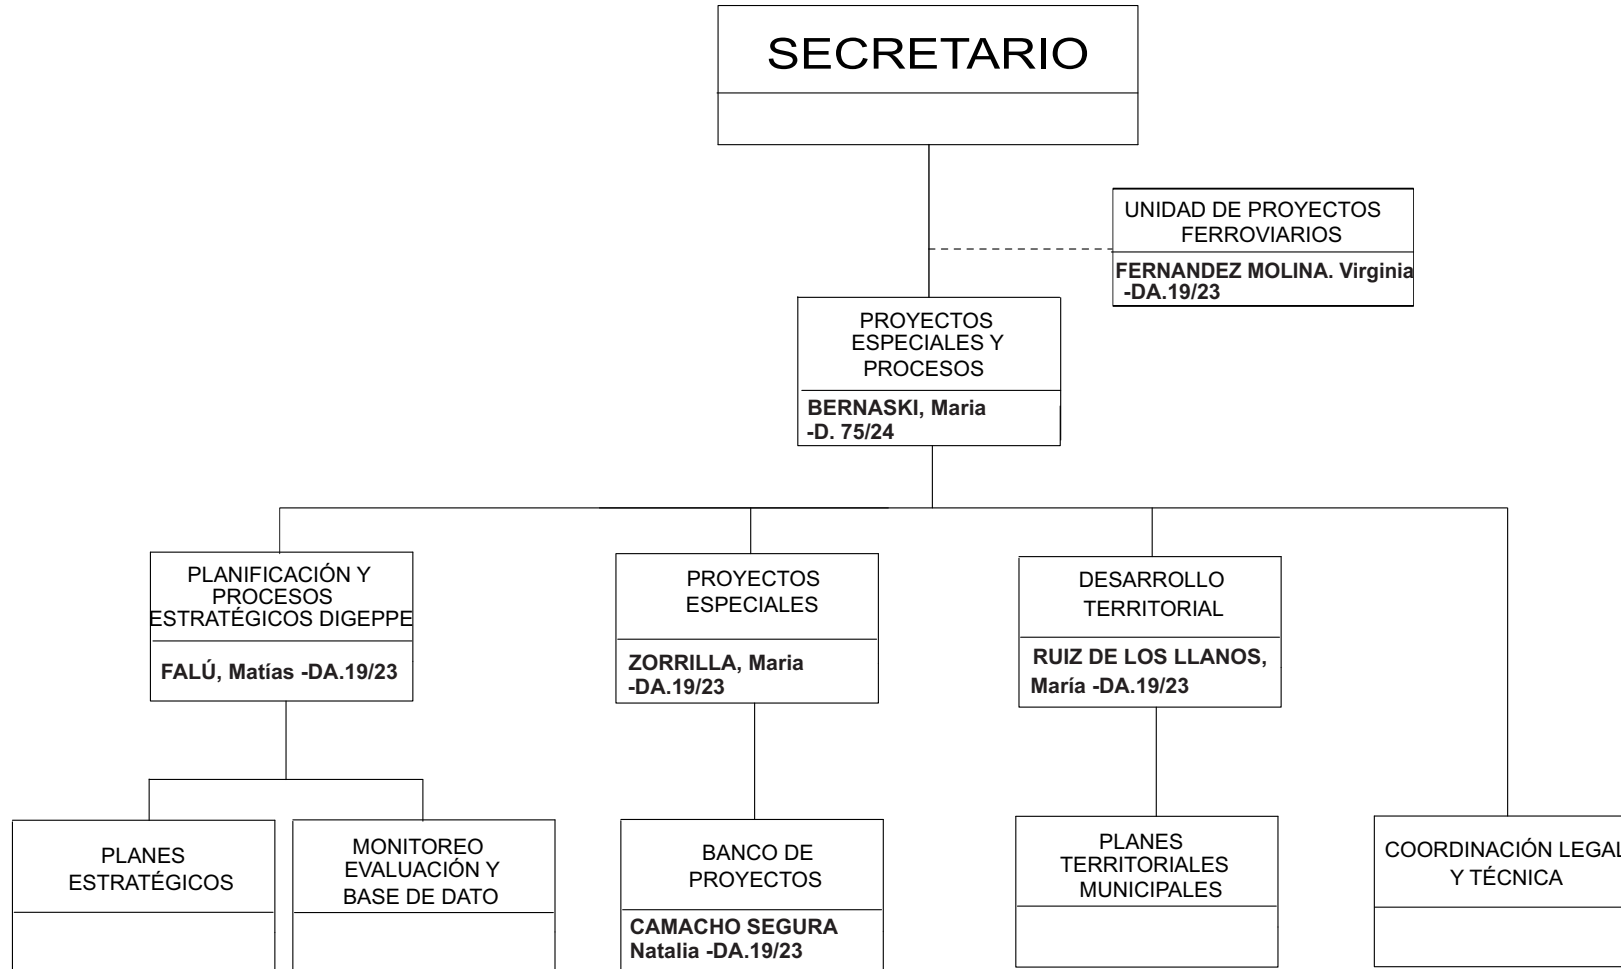 SECRETARIO
UNIDAD DE PROYECTOS
FERROVIARIOS
FERNANDEZ MOLINA. Virginia
-DA.19/23
PROYECTOS
ESPECIALES Y
PROCESOS
BERNASKI, Maria
-D. 75/24
PLANIFICACIÓN Y
PROCESOS
ESTRATÉGICOS DIGEPPE
FALÚ, Matías -DA.19/23
PROYECTOS
ESPECIALES
ZORRILLA, Maria
-DA.19/23
DESARROLLO
TERRITORIAL
RUIZ DE LOS LLANOS,
María -DA.19/23
PLANES
ESTRATÉGICOS
MONITOREO
EVALUACIÓN Y
BASE DE DATO
BANCO DE
PROYECTOS
CAMACHO SEGURA
Natalia -DA.19/23
PLANES
TERRITORIALES
MUNICIPALES
COORDINACIÓN LEGAL
Y TÉCNICA